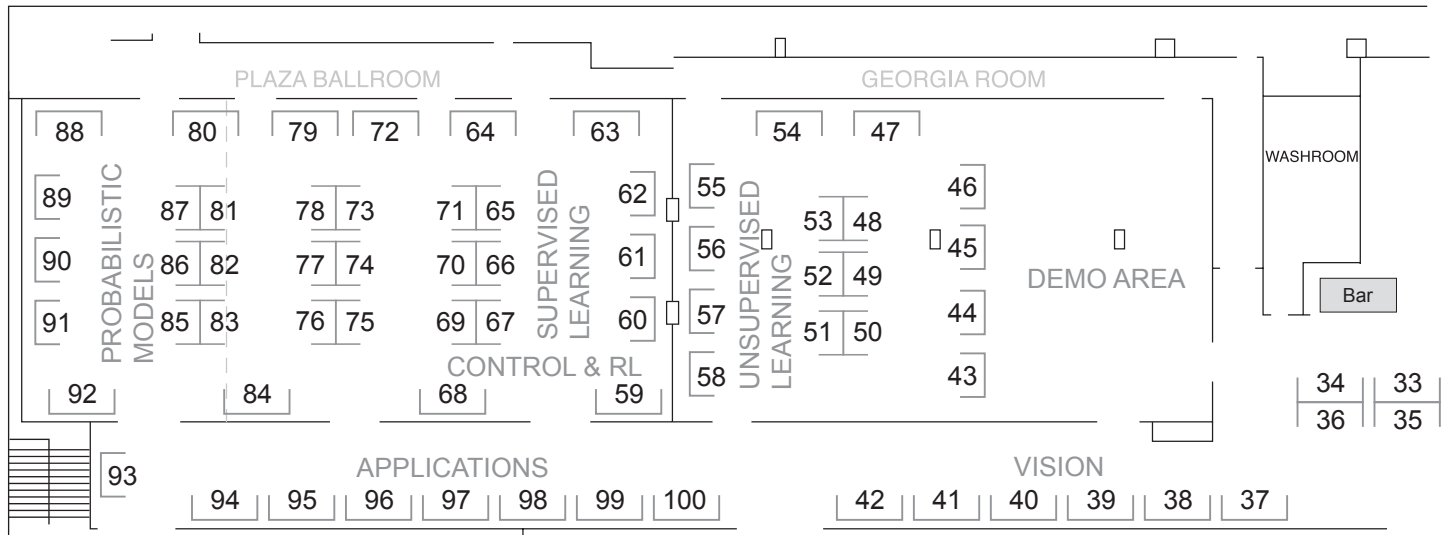 PLAZA BALLROOM
GEORGIA ROOM
88
80
79
72
64
63
54
47
WASHROOM
89
90
91
PROBABILISTIC
MODELS
87 81
86 82
85 83
78 73
77 74
76 75
71 65
70 66
69 67
SUPERVISED
LEARNING
62
61
60
55
56
57
58
UNSUPERVISED
LEARNING
53 48
52 49
51 50
46
45
44
43
DEMO AREA
Bar
CONTROL & RL
92
84
68
59
34 33
36 35
93
APPLICATIONS
VISION
94 95 96 97 98 99 100
42 41 40 39 38 37